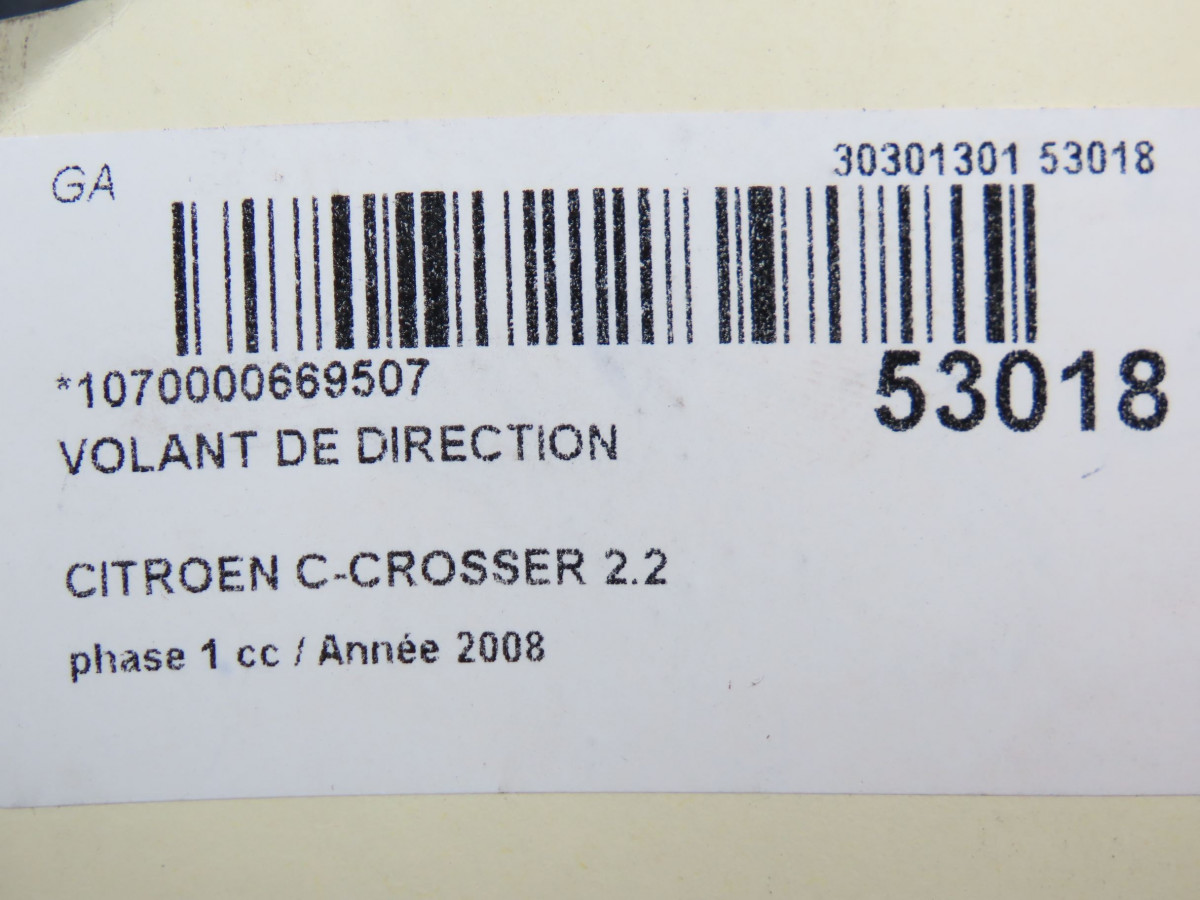 GA
30301301 53018
*1070000669507
53018
VOLANT DE DIRECTION
CITROEN C-CROSSER 2.2
phase 1 cc / Année 2008